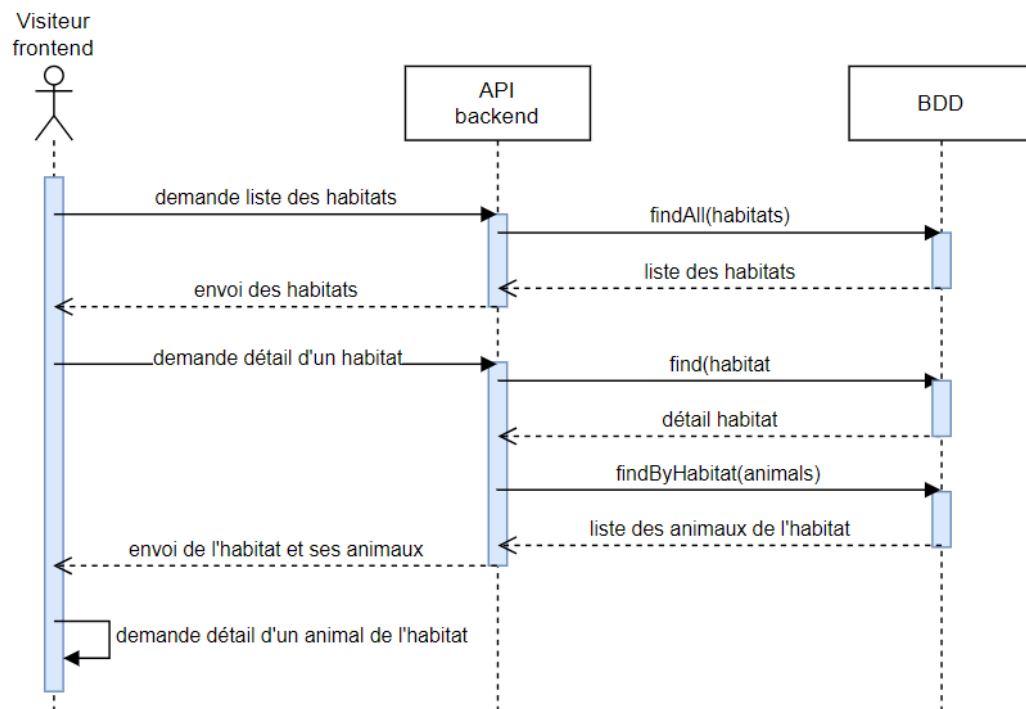 Visiteur
frontend
API
backend
BDD
demande liste des habitats
findAll(habitats)
liste des habitats
envoi des habitats
demande détail d'un habitat
find(habitat
détail habitat
findByHabitat(animals)
liste des animaux de l'habitat
envoi de l'habitat et ses animaux
demande détail d'un animal de l'habitat